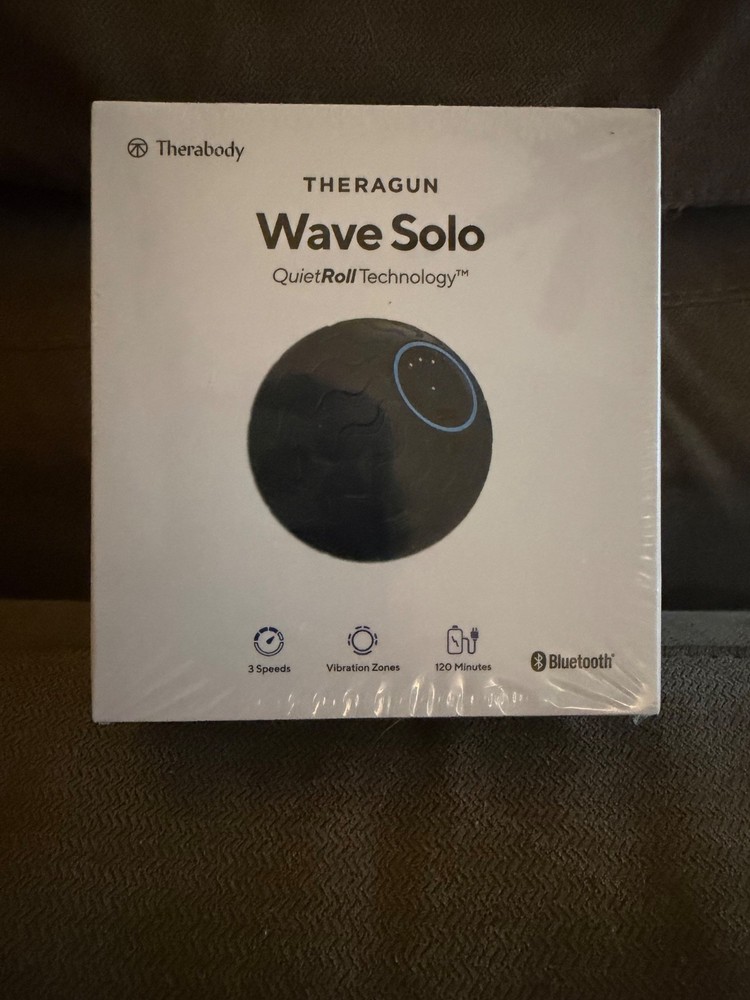 Therabody
THERAGUN
Wave Solo
QuietRoll Technology™
3 Speeds
Vibration Zones
120 Minutes
Bluetooth®